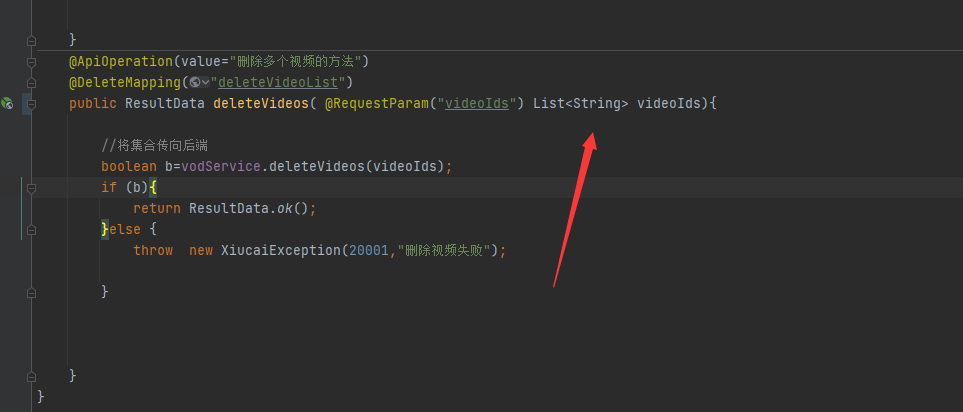 }
@ApiOperation(value="删除多个视频的方法")
@DeleteMapping("deleteVideoList")
public ResultData deleteVideos( @RequestParam("videoIds") List<String> videoIds){
//将集合传向后端
boolean b=vodService.deleteVideos(videoIds);
if (b){
return ResultData.ok();
}else {
throw  new XiucaiException(20001,"删除视频失败");
}
}
}